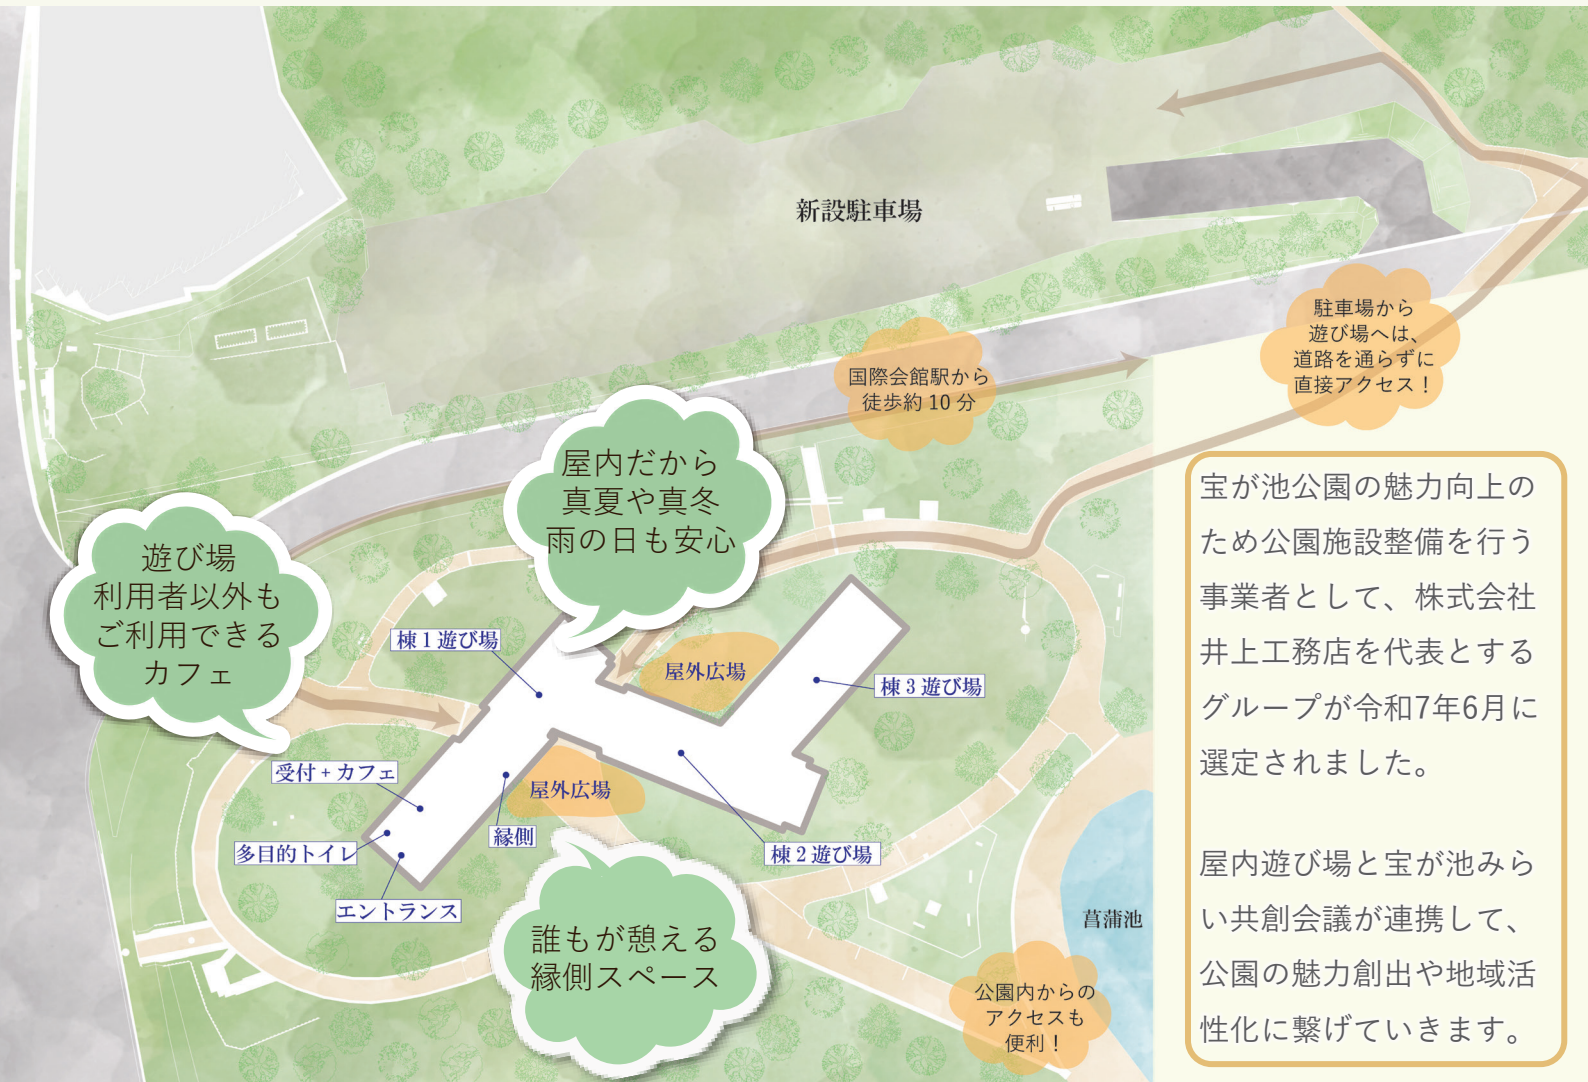 新設駐車場
駐車場から
遊び場へは、
道路を通らずに
直接アクセス！
国際会館駅から
徒歩約 10 分
屋内だから
真夏や真冬
雨の日も安心
遊び場
利用者以外も
ご利用できる
カフェ
棟 1 遊び場
屋外広場
棟 3 遊び場
受付 + カフェ
屋外広場
縁側
多目的トイレ
棟 2 遊び場
エントランス
誰もが憩える
縁側スペース
菖蒲池
公園内からの
アクセスも
便利！
宝が池公園の魅力向上の
ため公園施設整備を行う
事業者として、株式会社
井上工務店を代表とする
グループが令和7年6月に
選定されました。
屋内遊び場と宝が池みら
い共創会議が連携して、
公園の魅力創出や地域活
性化に繋げていきます。